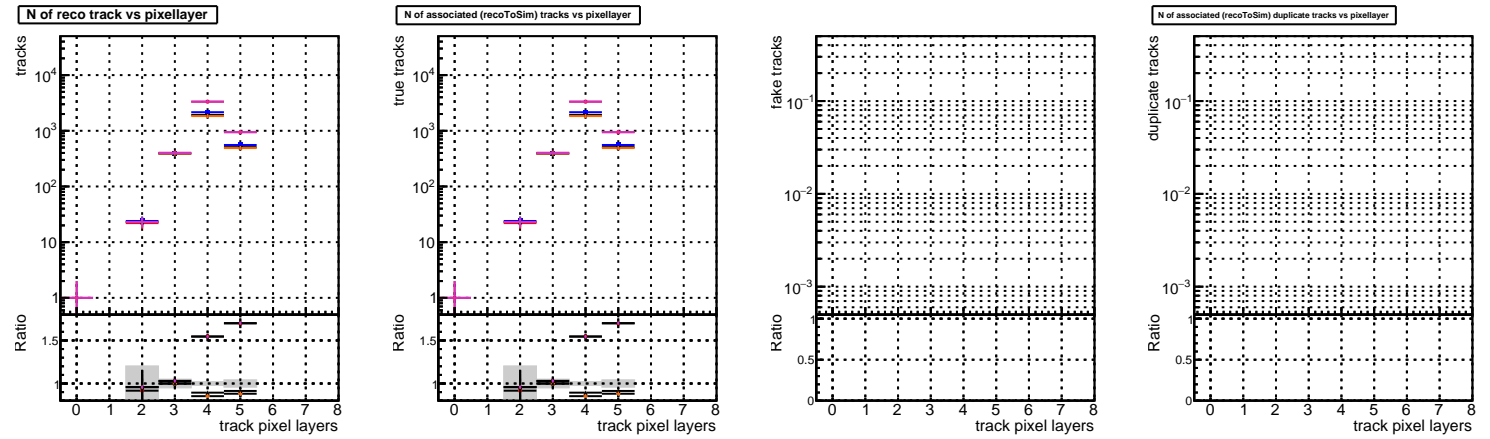 N of reco track vs pixellayer
tracks
10^4
10^3
10^2
10
1
Ratio
1.5
1
0 1 2 3 4 5 6 7 8
track pixel layers
N of associated (recoToSim) tracks vs pixellayer
true tracks
10^4
10^3
10^2
10
1
Ratio
1.5
1
0 1 2 3 4 5 6 7 8
track pixel layers
fake tracks
10^−1
10^−2
10^−3
Ratio
1
0.5
0
0 1 2 3 4 5 6 7 8
track pixel layers
N of associated (recoToSim) duplicate tracks vs pixellayer
duplicate tracks
10^−1
10^−2
10^−3
Ratio
1
0.5
0
0 1 2 3 4 5 6 7 8
track pixel layers